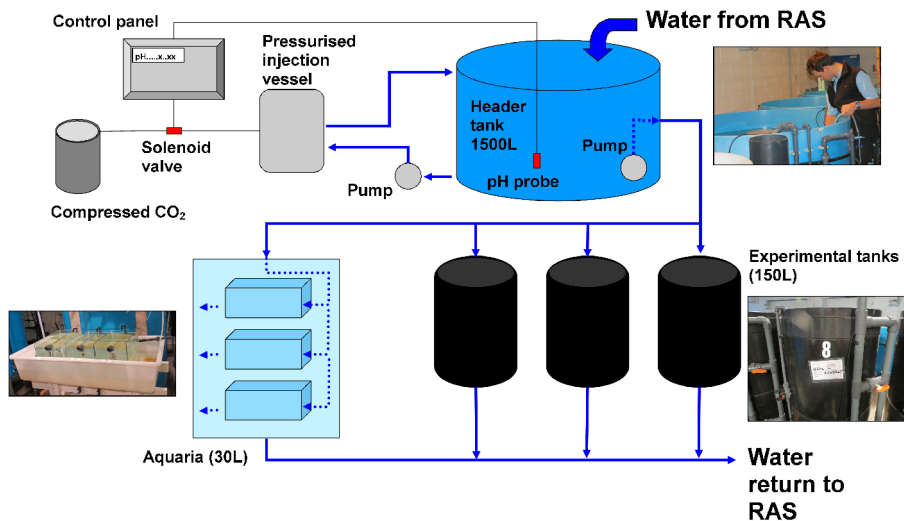 Control panel
pH.....x..xx
Pressurised
injection
vessel
Water from RAS
Header
tank
1500L
Solenoid
valve
Pump
Pump
pH probe
Compressed CO₂
Experimental tanks
(150L)
8
Aquaria (30L)
Water
return to
RAS